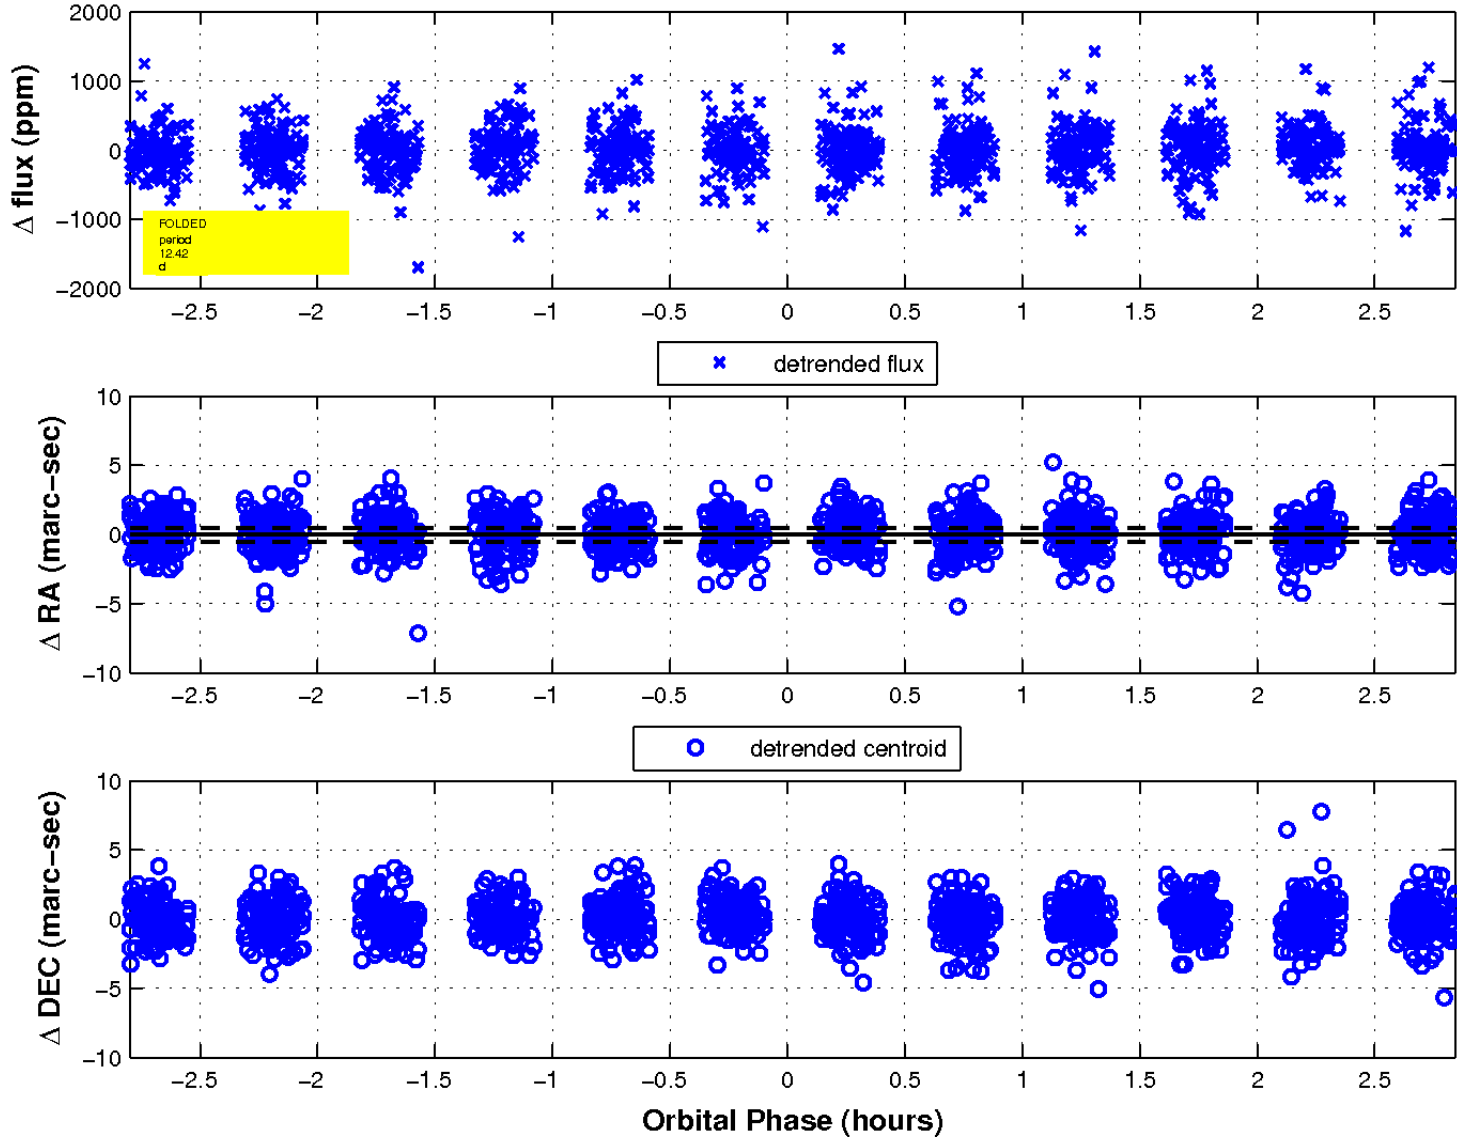 2000
1000
0
−1000
−2000
Δ flux (ppm)
FOLDED
period
12.42
d
−2.5 −2 −1.5 −1 −0.5 0 0.5 1 1.5 2 2.5
detrended flux
10
5
0
−5
−10
Δ RA (marc−sec)
−2.5 −2 −1.5 −1 −0.5 0 0.5 1 1.5 2 2.5
detrended centroid
10
5
0
−5
−10
Δ DEC (marc−sec)
−2.5 −2 −1.5 −1 −0.5 0 0.5 1 1.5 2 2.5
Orbital Phase (hours)